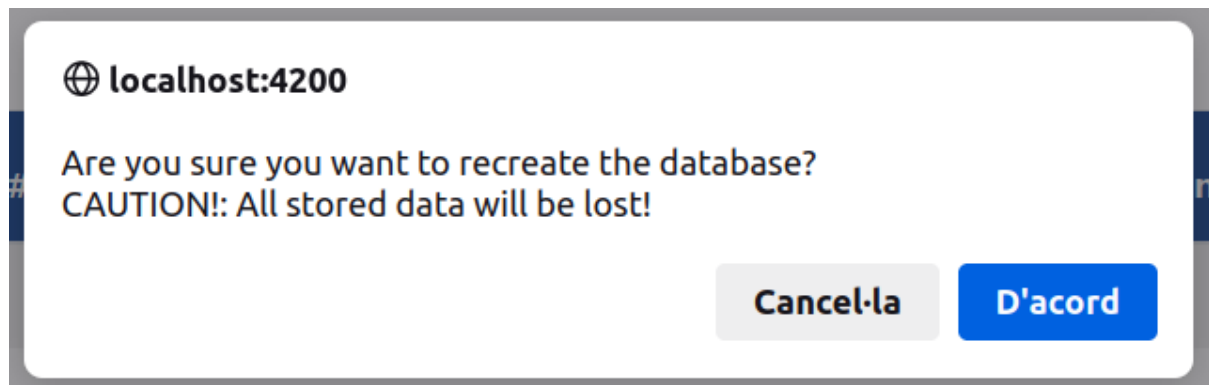 localhost:4200
Are you sure you want to recreate the database?
CAUTION!: All stored data will be lost!
Cancel·la D'acord